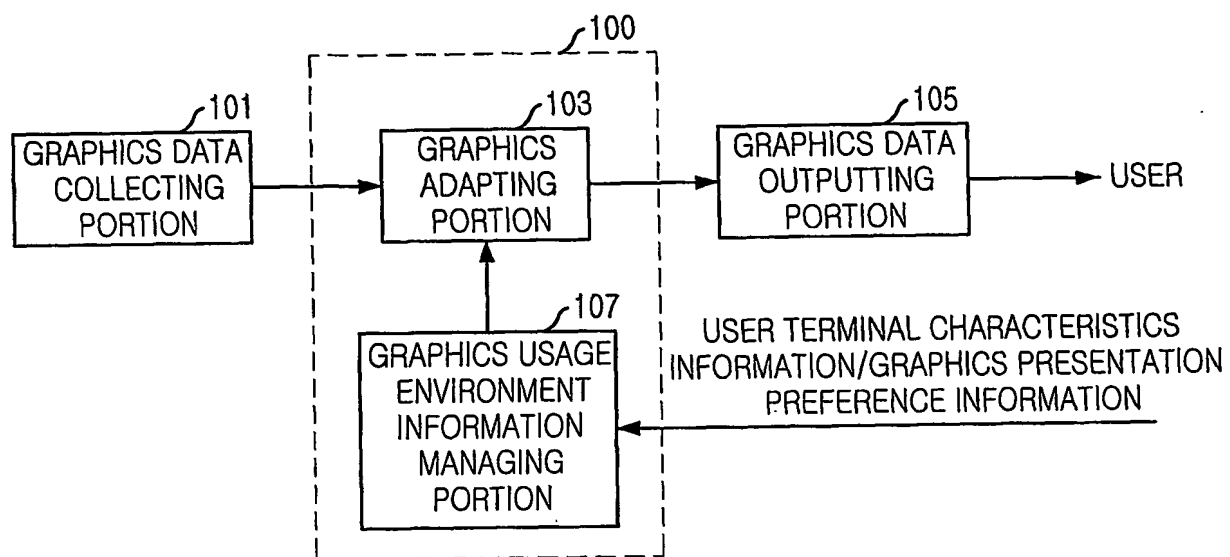 100
101
GRAPHICS DATA
COLLECTING
PORTION
103
GRAPHICS
ADAPTING
PORTION
105
GRAPHICS DATA
OUTPUTTING
PORTION
USER
107
GRAPHICS USAGE
ENVIRONMENT
INFORMATION
MANAGING
PORTION
USER TERMINAL CHARACTERISTICS
INFORMATION/GRAPHICS PRESENTATION
PREFERENCE INFORMATION